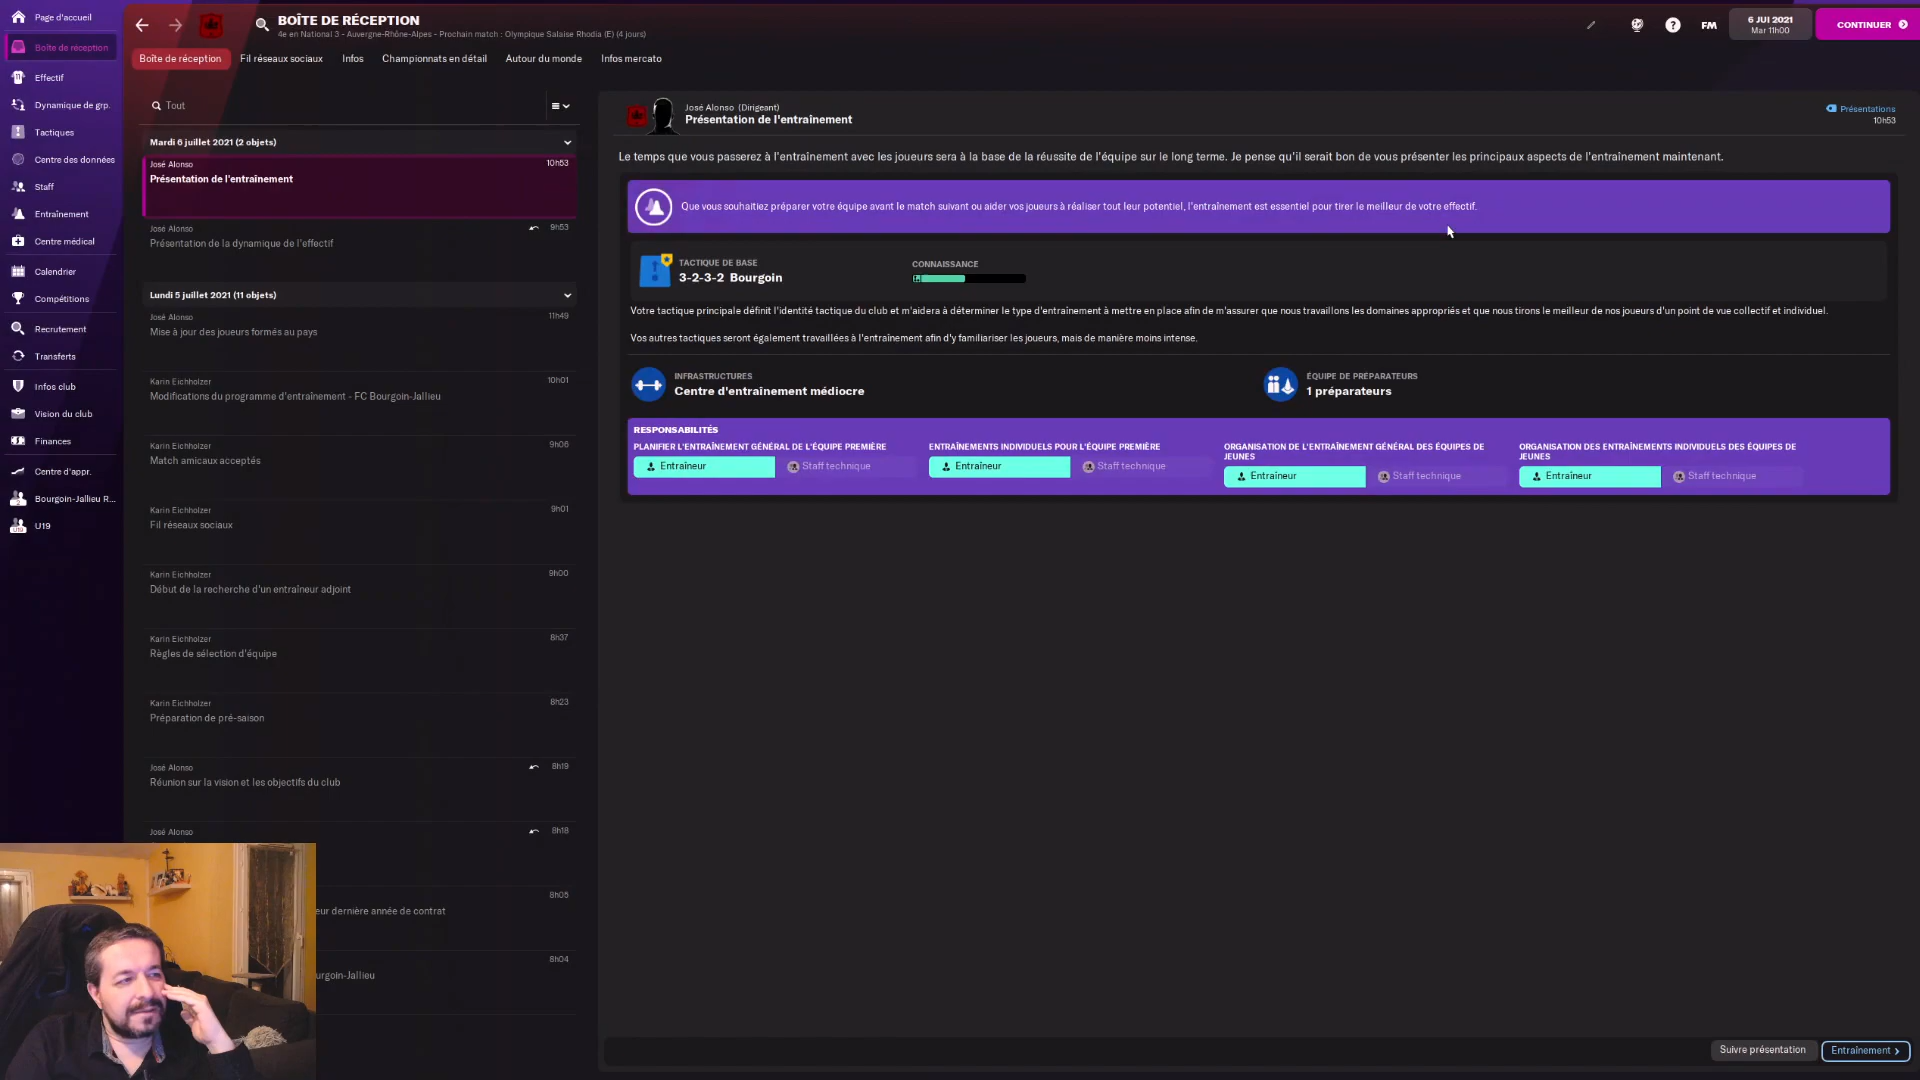 Page d'accueil
Boîte de réception
Effectif
Dynamique de grp.
Tactiques
Centre des données
Staff
Entraînement
Centre médical
Calendrier
Compétitions
Recrutement
Transferts
Infos club
Vision du club
Finances
Centre d'appr.
Bourgoin-Jallieu R...
U19
BOÎTE DE RÉCEPTION
4e en National 3 - Auvergne-Rhône-Alpes - Prochain match : Olympique Salaise Rhodia (E) (4 jours)
FM
6 JUI 2021
Mar 11h00
CONTINUER
Boîte de réception
Fil réseaux sociaux
Infos
Championnats en détail
Autour du monde
Infos mercato
Tout
Mardi 6 juillet 2021 (2 objets)
José Alonso 10h53
Présentation de l'entraînement
José Alonso 9h53
Présentation de la dynamique de l'effectif
Lundi 5 juillet 2021 (11 objets)
José Alonso 11h49
Mise à jour des joueurs formés au pays
Karin Eichholzer 10h01
Modifications du programme d'entraînement - FC Bourgoin-Jallieu
Karin Eichholzer 9h06
Match amicaux acceptés
Karin Eichholzer 9h01
Fil réseaux sociaux
Karin Eichholzer 9h00
Début de la recherche d'un entraîneur adjoint
Karin Eichholzer 8h37
Règles de sélection d'équipe
Karin Eichholzer 8h23
Préparation de pré-saison
José Alonso 8h19
Réunion sur la vision et les objectifs du club
José Alonso 8h18
8h05
eur dernière année de contrat
8h04
urgoin-Jallieu
José Alonso (Dirigeant)
Présentation de l'entraînement
Présentations
10h53
Le temps que vous passerez à l'entraînement avec les joueurs sera à la base de la réussite de l'équipe sur le long terme. Je pense qu'il serait bon de vous présenter les principaux aspects de l'entraînement maintenant.
Que vous souhaitiez préparer votre équipe avant le match suivant ou aider vos joueurs à réaliser tout leur potentiel, l'entraînement est essentiel pour tirer le meilleur de votre effectif.
TACTIQUE DE BASE
3-2-3-2 Bourgoin
CONNAISSANCE
Votre tactique principale définit l'identité tactique du club et m'aidera à déterminer le type d'entraînement à mettre en place afin de m'assurer que nous travaillons les domaines appropriés et que nous tirons le meilleur de nos joueurs d'un point de vue collectif et individuel.
Vos autres tactiques seront également travaillées à l'entraînement afin d'y familiariser les joueurs, mais de manière moins intense.
INFRASTRUCTURES
Centre d'entraînement médiocre
ÉQUIPE DE PRÉPARATEURS
1 préparateurs
RESPONSABILITÉS
PLANIFIER L'ENTRAÎNEMENT GÉNÉRAL DE L'ÉQUIPE PREMIÈRE
Entraîneur
Staff technique
ENTRAÎNEMENTS INDIVIDUELS POUR L'ÉQUIPE PREMIÈRE
Entraîneur
Staff technique
ORGANISATION DE L'ENTRAÎNEMENT GÉNÉRAL DES ÉQUIPES DE
JEUNES
Entraîneur
Staff technique
ORGANISATION DES ENTRAÎNEMENTS INDIVIDUELS DES ÉQUIPES DE
JEUNES
Entraîneur
Staff technique
Suivre présentation
Entraînement